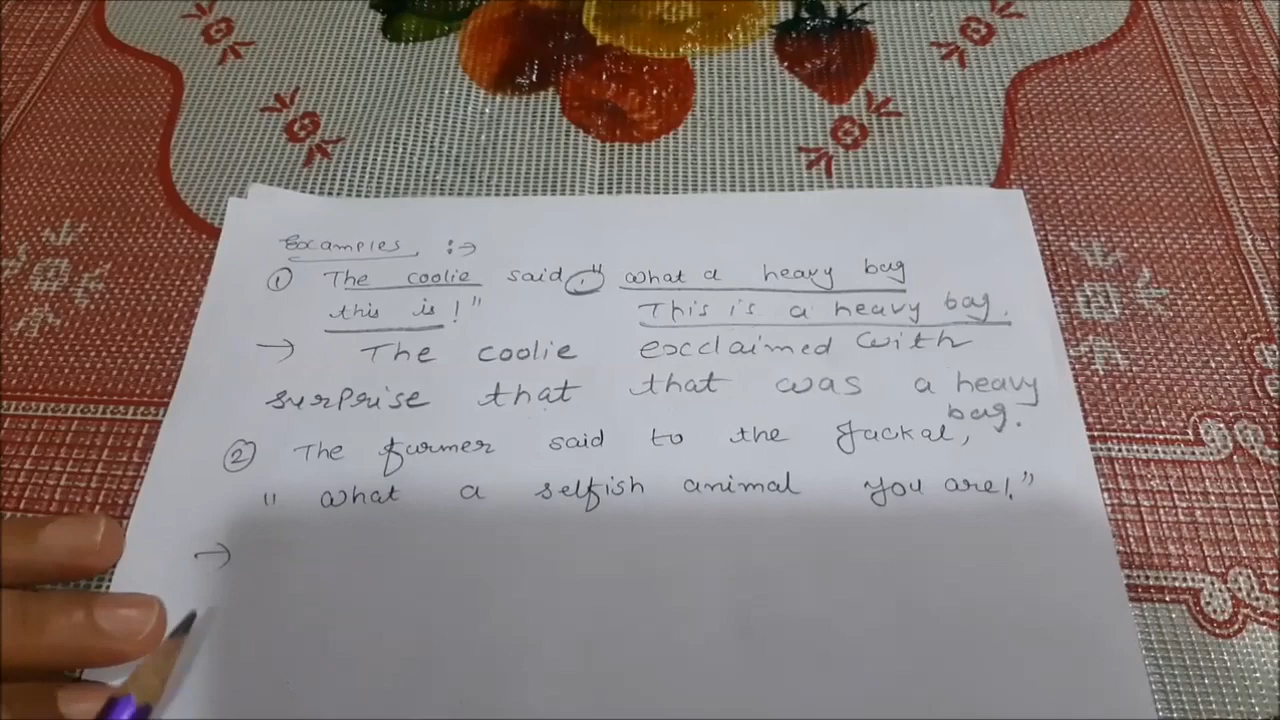 Examples :→
① The coolie said, " what a heavy bag
this is ! " This is a heavy bag.
→ The coolie exclaimed with
surprise that that was a heavy
bag.
② The farmer said to the Jackal,
" what a selfish animal you are! "
→